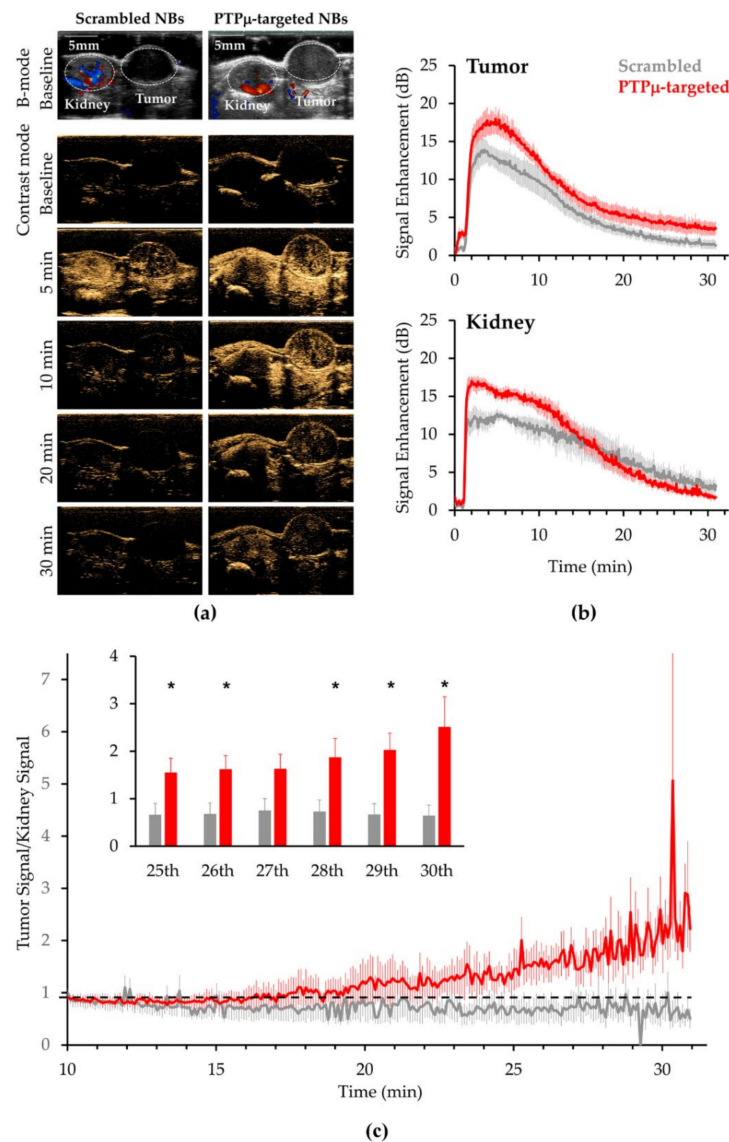 Scrambled NBs
PTPμ-targeted NBs
B-mode
Baseline
5mm
Kidney
Tumor
5mm
Kidney
Tumor
Contrast mode
Baseline
5 min
10 min
20 min
30 min
(a)
Tumor
Scrambled
PTPμ-targeted
Signal Enhancement (dB)
25
20
15
10
5
0
0 10 20 30
Kidney
Signal Enhancement (dB)
25
20
15
10
5
0
0 10 20 30
Time (min)
(b)
Tumor Signal/Kidney Signal
7
6
5
4
3
2
1
0
4
3
2
1
0
* * * * *
25th 26th 27th 28th 29th 30th
10 15 20 25 30
Time (min)
(c)